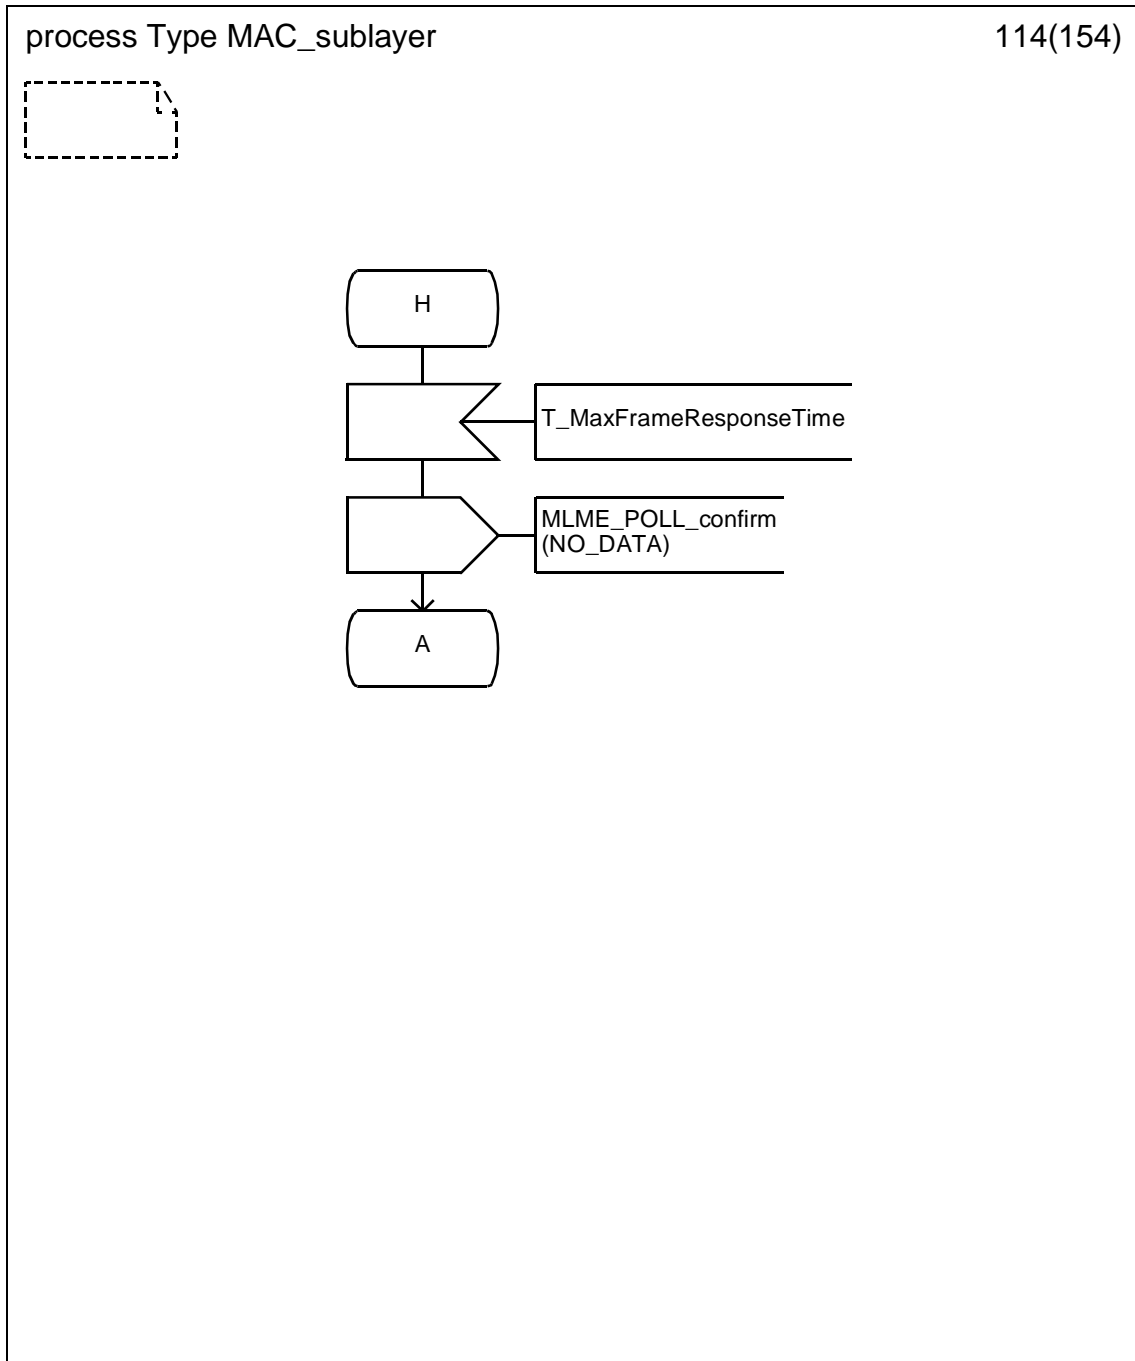 process Type MAC_sublayer
114(154)
H
T_MaxFrameResponseTime
MLME_POLL_confirm
(NO_DATA)
A